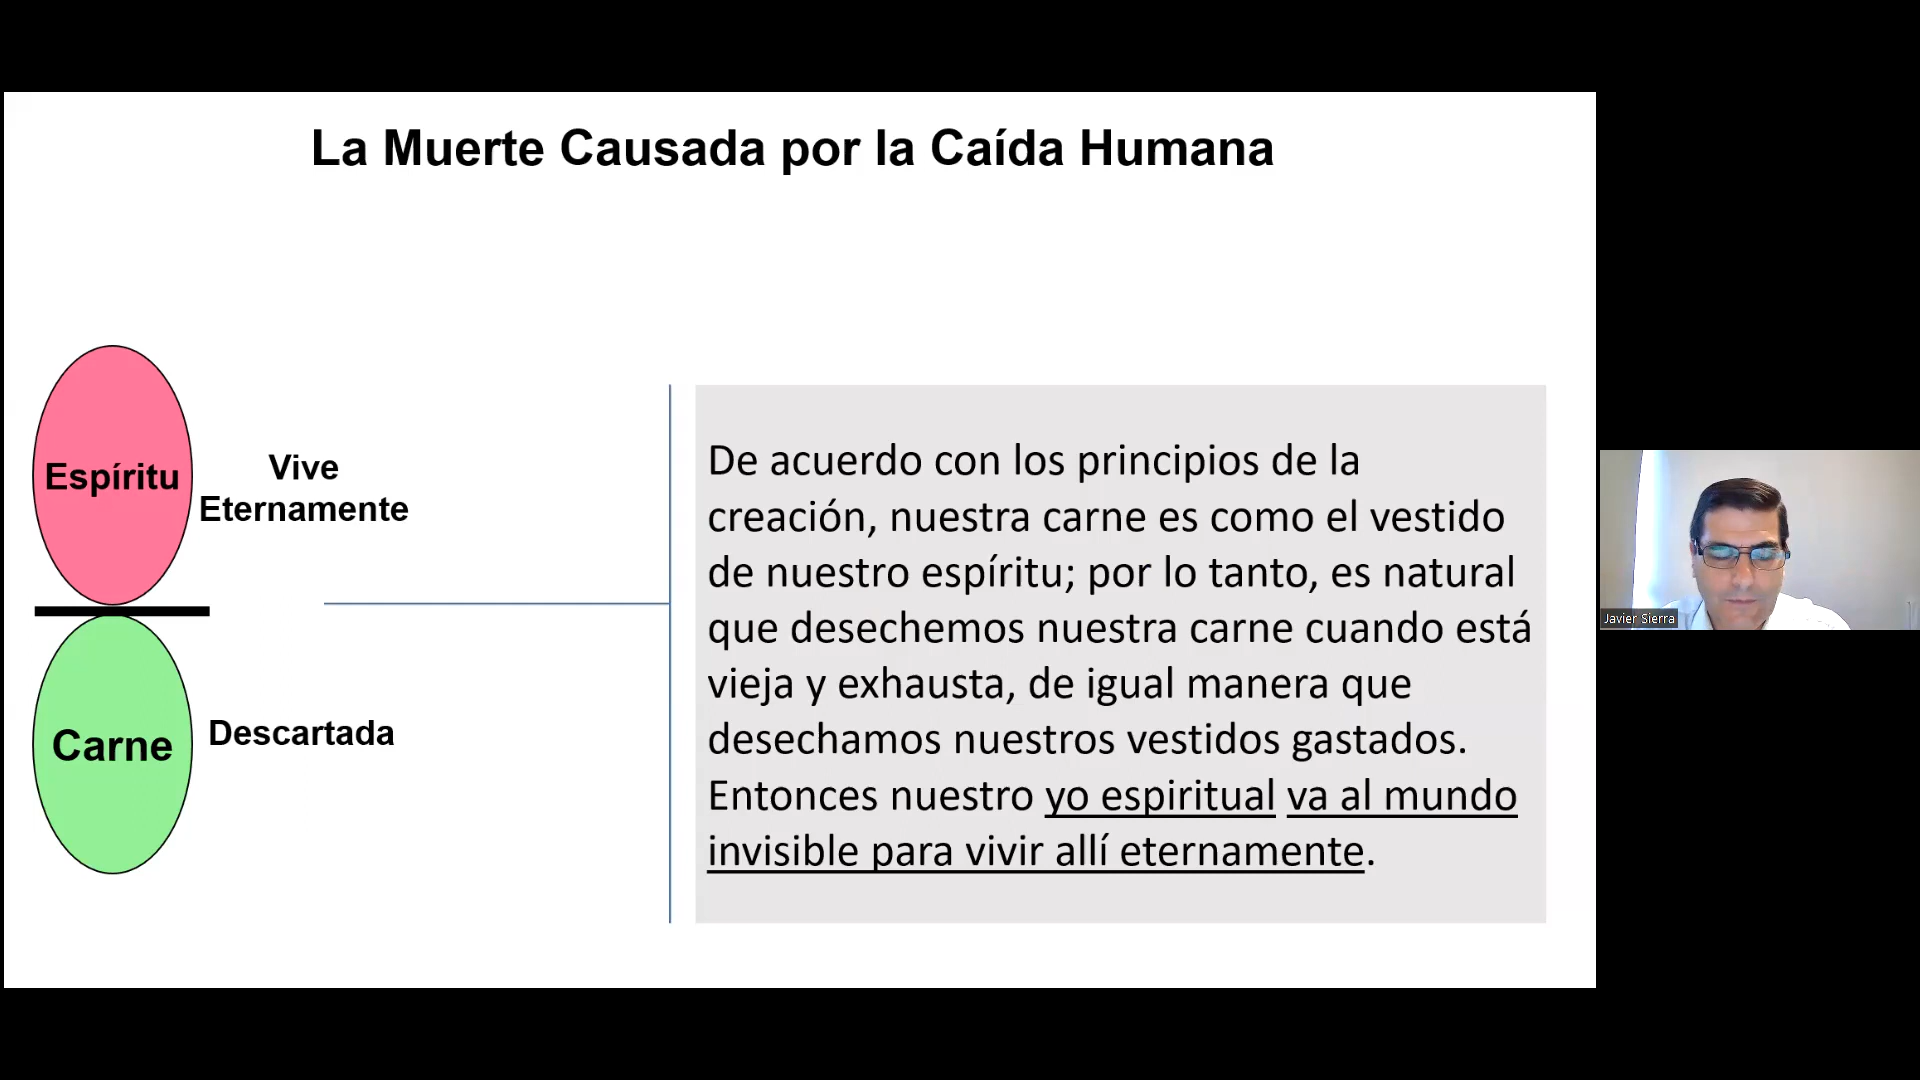 La Muerte Causada por la Caída Humana
Espíritu
Vive
Eternamente
Carne
Descartada
De acuerdo con los principios de la
creación, nuestra carne es como el vestido
de nuestro espíritu; por lo tanto, es natural
que desechemos nuestra carne cuando está
vieja y exhausta, de igual manera que
desechamos nuestros vestidos gastados.
Entonces nuestro yo espiritual va al mundo
invisible para vivir allí eternamente.
Javier Sierra